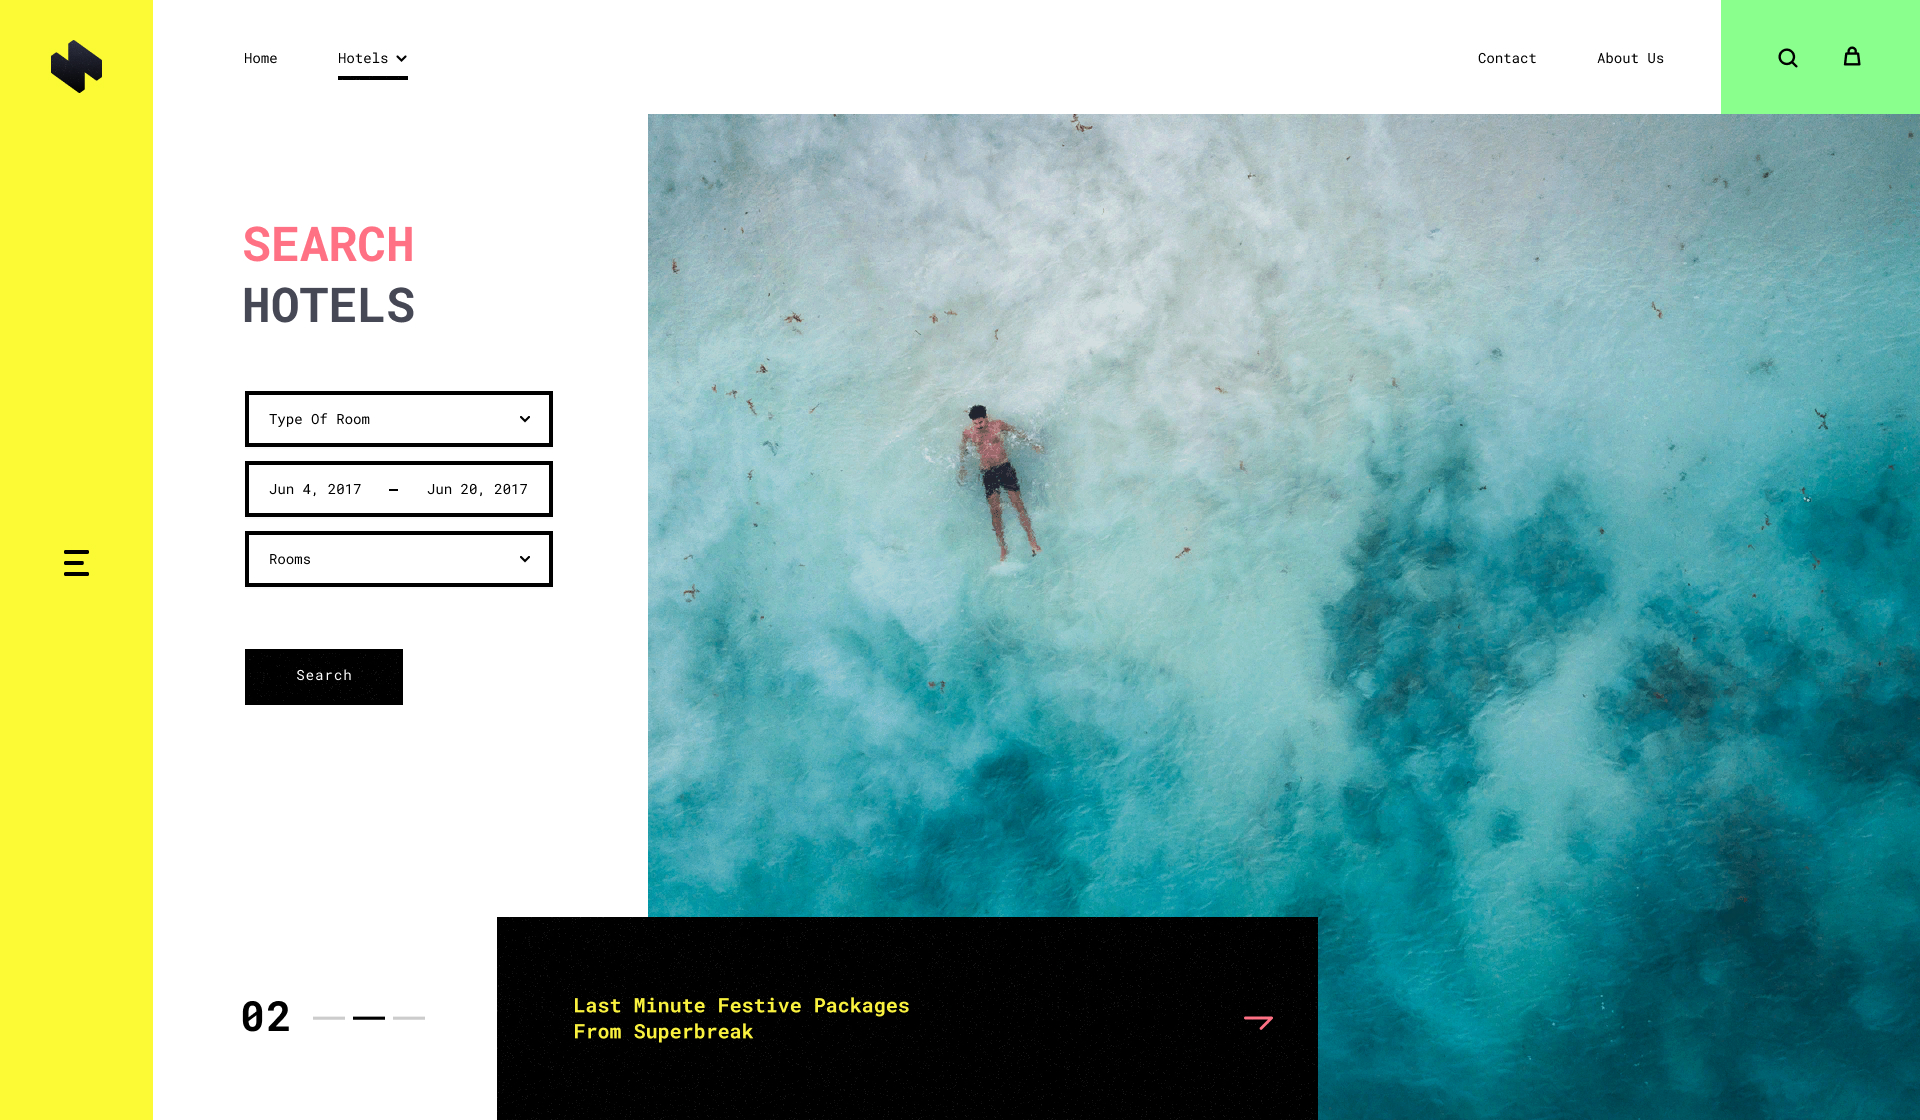 Home
Hotels
Contact
About Us
SEARCH
HOTELS
Type Of Room
Jun 4, 2017 – Jun 20, 2017
Rooms
Search
02
Last Minute Festive Packages
From Superbreak